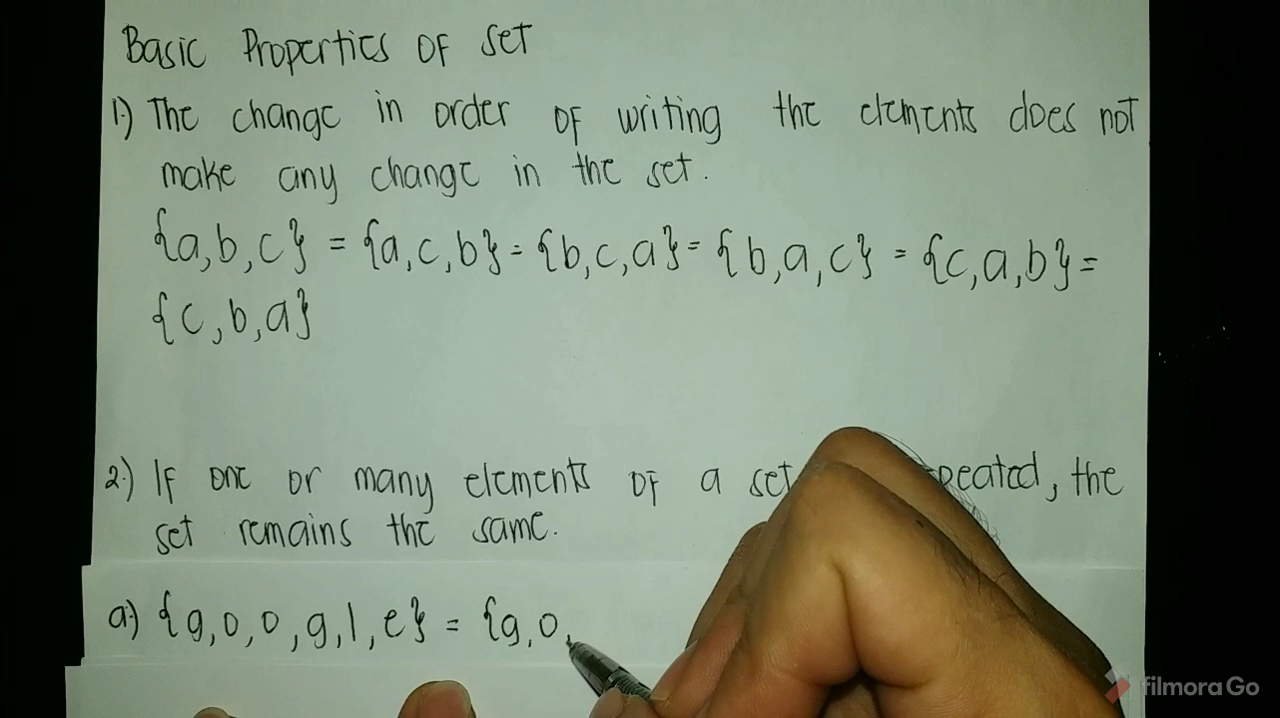 Basic Properties of set
1.) The change in order of writing the elements does not
make any change in the set.
{a,b,c} = {a,c,b} = {b,c,a} = {b,a,c} = {c,a,b} =
{c,b,a}
2.) If one or many elements of a set the
set remains the same.
a.) {g,o,o,g,l,e} = {g,o,
filmora Go